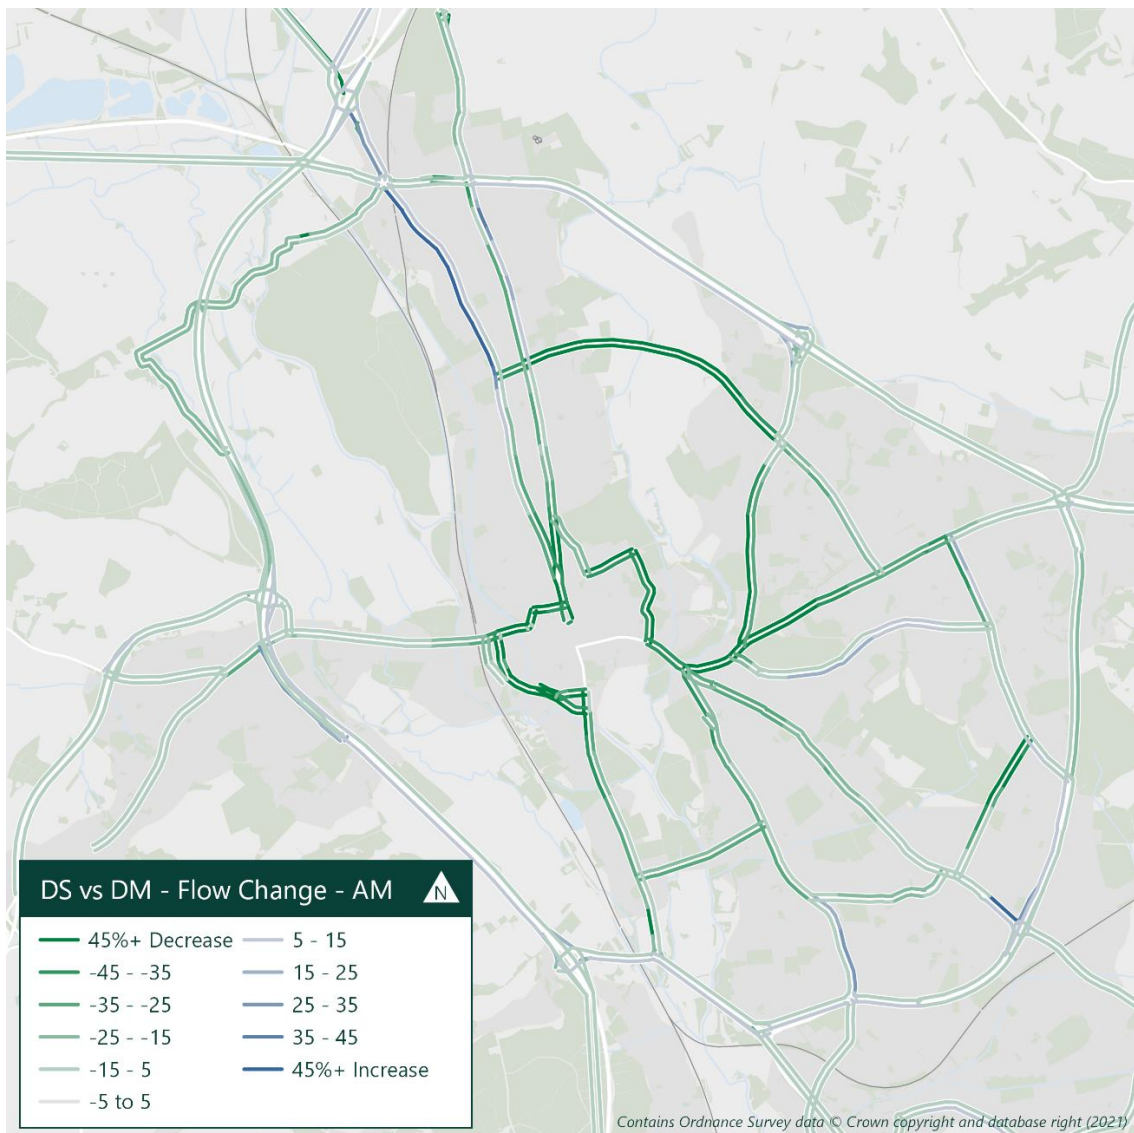 DS vs DM - Flow Change - AM
N
45%+ Decrease
-45 - -35
-35 - -25
-25 - -15
-15 - 5
-5 to 5
5 - 15
15 - 25
25 - 35
35 - 45
45%+ Increase
Contains Ordnance Survey data © Crown copyright and database right (2021)